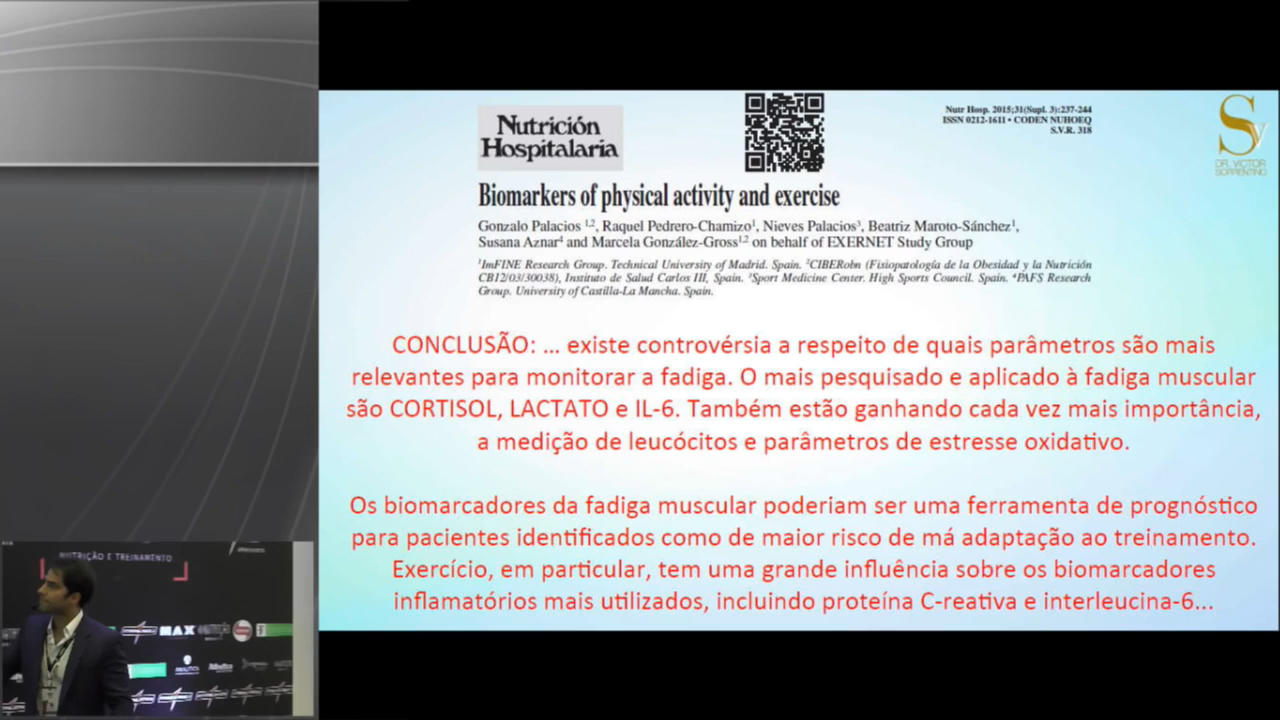 Nutrición
Hospitalaria
Nutr Hosp. 2015;31(Supl. 3):237-244
ISSN 0212-1611 • CODEN NUHOEQ
S.V.R. 318
Sv
DR. VICTOR
SORRENTINO
Biomarkers of physical activity and exercise
Gonzalo Palacios 1,2, Raquel Pedrero-Chamizo1, Nieves Palacios3, Beatriz Maroto-Sánchez1,
Susana Aznar4 and Marcela González-Gross1,2 on behalf of EXERNET Study Group
1ImFINE Research Group. Technical University of Madrid. Spain. 2CIBERobn (Fisiopatología de la Obesidad y la Nutrición
CB12/03/30038), Instituto de Salud Carlos III, Spain. 3Sport Medicine Center. High Sports Council. Spain. 4PAFS Research
Group. University of Castilla-La Mancha. Spain.
CONCLUSÃO: ... existe controvérsia a respeito de quais parâmetros são mais
relevantes para monitorar a fadiga. O mais pesquisado e aplicado à fadiga muscular
são CORTISOL, LACTATO e IL-6. Também estão ganhando cada vez mais importância,
a medição de leucócitos e parâmetros de estresse oxidativo.
Os biomarcadores da fadiga muscular poderiam ser uma ferramenta de prognóstico
para pacientes identificados como de maior risco de má adaptação ao treinamento.
Exercício, em particular, tem uma grande influência sobre os biomarcadores
inflamatórios mais utilizados, incluindo proteína C-reativa e interleucina-6...
NUTRIÇÃO E TREINAMENTO
MAX